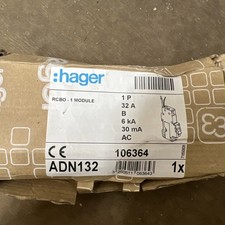 :hager
RCBO - 1 MODULE
1 P
32 A
B
6 kA
30 mA
AC
CE
106364
ADN132
1x